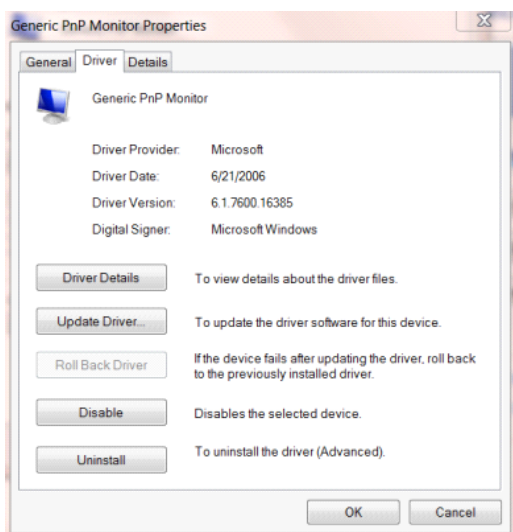 Generic PnP Monitor Properties
General Driver Details
Generic PnP Monitor
Driver Provider: Microsoft
Driver Date: 6/21/2006
Driver Version: 6.1.7600.16385
Digital Signer: Microsoft Windows
Driver Details To view details about the driver files.
Update Driver... To update the driver software for this device.
Roll Back Driver If the device fails after updating the driver, roll back
to the previously installed driver.
Disable Disables the selected device.
Uninstall To uninstall the driver (Advanced).
OK Cancel